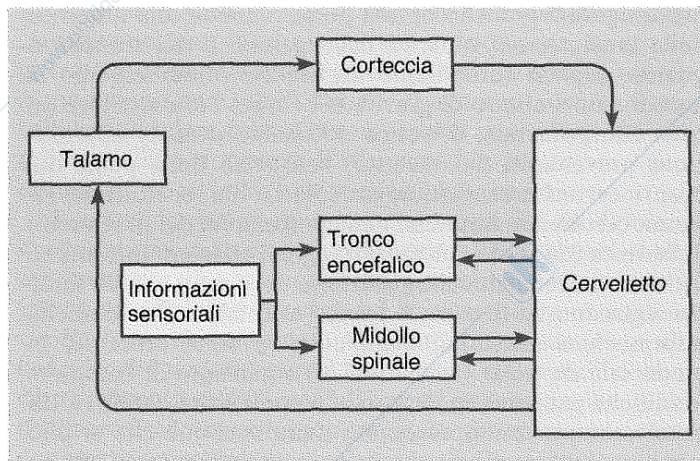 Corteccia
Talamo
Tronco
encefalico
Informazioni
sensoriali
Cervelletto
Midollo
spinale